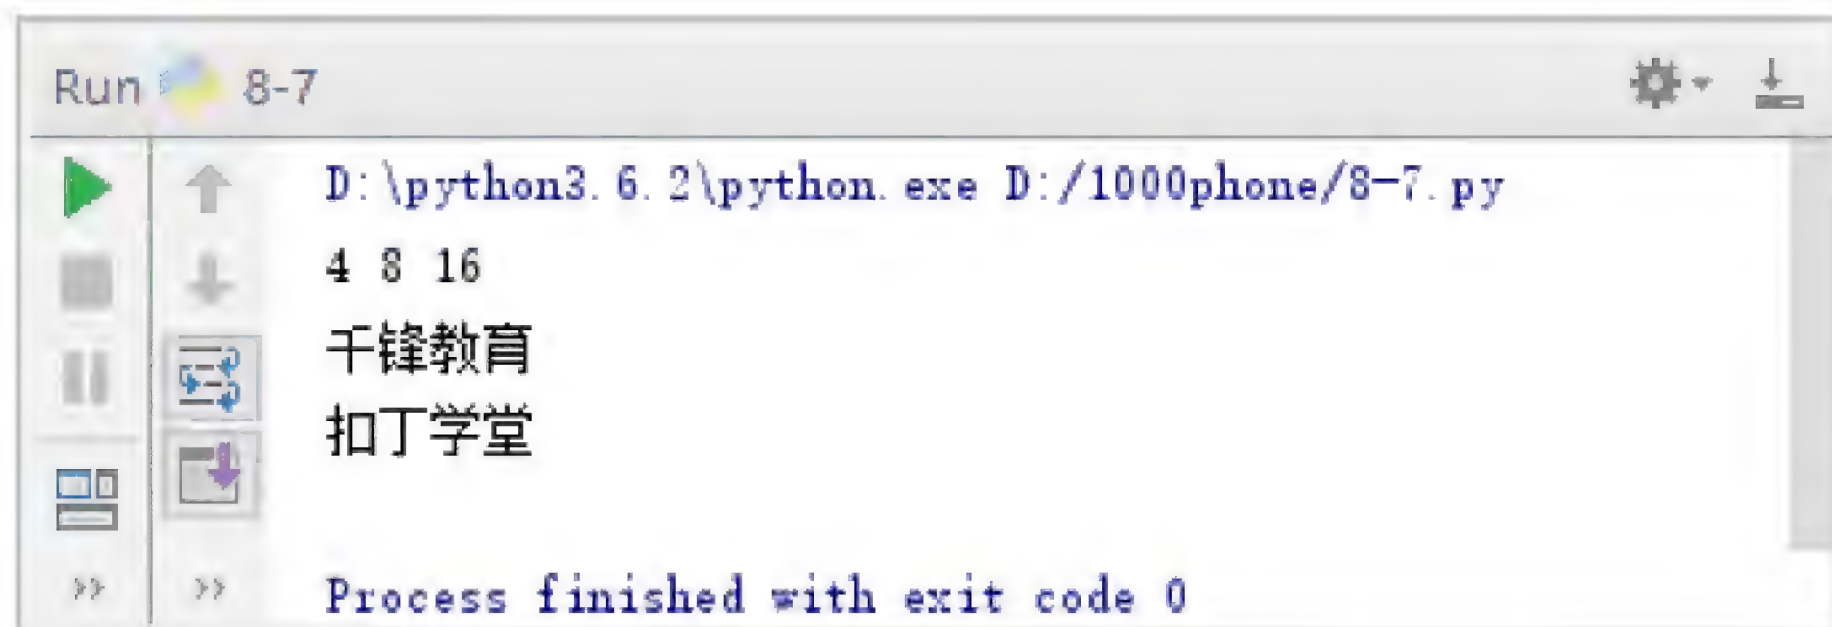 Run 8-7
D:\python3.6.2\python.exe D:/1000phone/8-7.py
4 8 16
千锋教育
扣丁学堂
Process finished with exit code 0